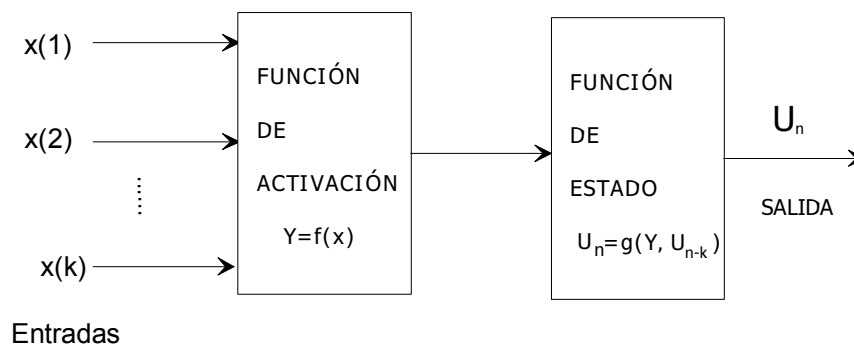 x(1)
x(2)
......
x(k)
Entradas
FUNCIÓN
DE
ACTIVACIÓN
Y=f(x)
FUNCIÓN
DE
ESTADO
Uₙ=g(Y, Uₙ₋ₖ)
Uₙ
SALIDA